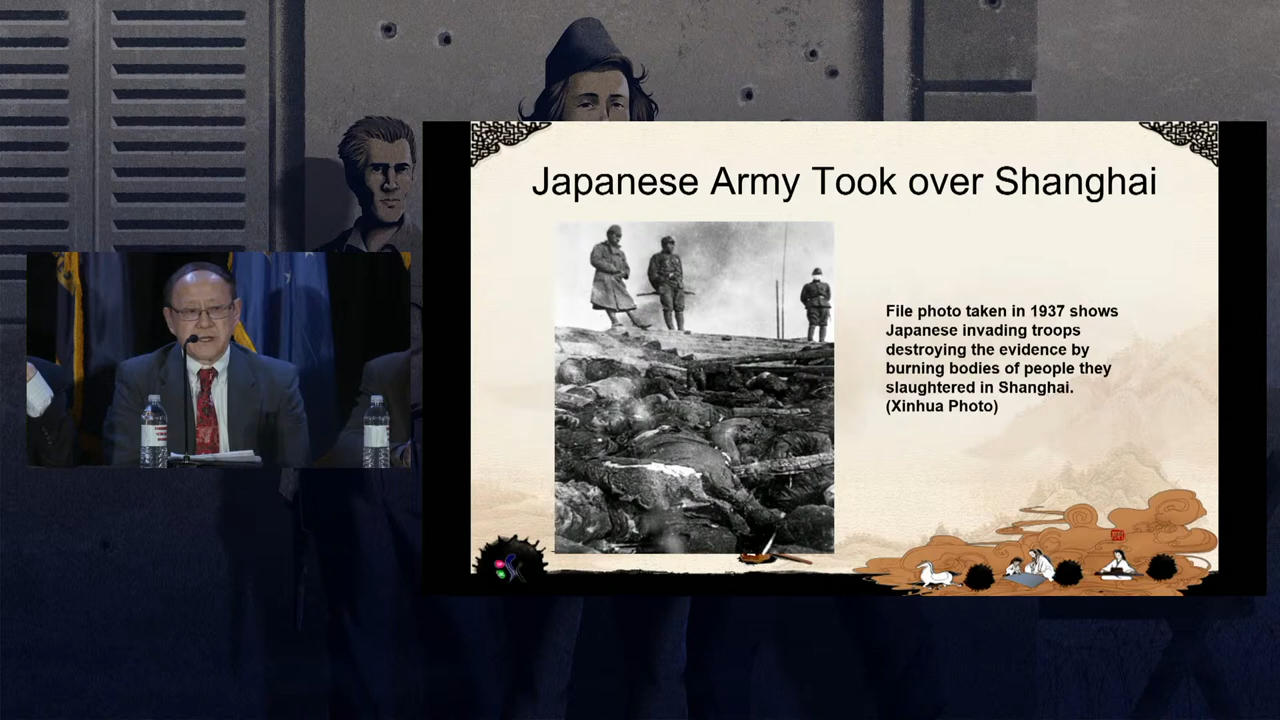 Japanese Army Took over Shanghai
File photo taken in 1937 shows
Japanese invading troops
destroying the evidence by
burning bodies of people they
slaughtered in Shanghai.
(Xinhua Photo)